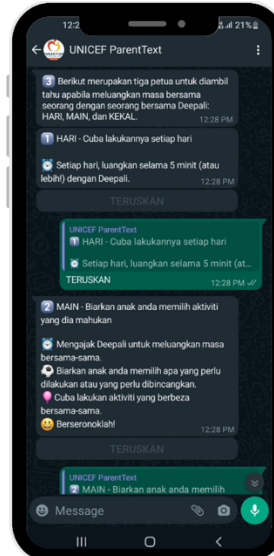 12:2
21%
UNICEF ParentText
3 Berikut merupakan tiga petua untuk diambil
tahu apabila meluangkan masa bersama
seorang dengan seorang bersama Deepali:
HARI, MAIN, dan KEKAL.
12:28 PM
1 HARI - Cuba lakukannya setiap hari
Setiap hari, luangkan selama 5 minit (atau
lebih!) dengan Deepali.
12:28 PM
TERUSKAN
UNICEF ParentText
1 HARI - Cuba lakukannya setiap hari
Setiap hari, luangkan selama 5 minit (at...
TERUSKAN
12:28 PM
2 MAIN - Biarkan anak anda memilih aktiviti
yang dia mahukan
Mengajak Deepali untuk meluangkan masa
bersama-sama.
Biarkan anak anda memilih apa yang perlu
dilakukan atau yang perlu dibincangkan.
Cuba lakukan aktiviti yang berbeza
bersama-sama.
Berseronoklah!
12:28 PM
TERUSKAN
UNICEF ParentText
2 MAIN - Biarkan anak anda memilih
Message